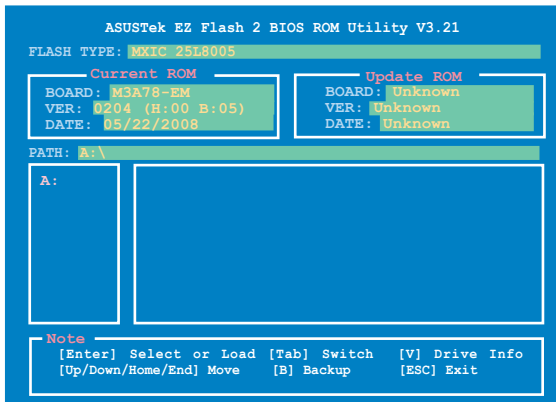 ASUSTek EZ Flash 2 BIOS ROM Utility V3.21
FLASH TYPE: MXIC 25L8005
Current ROM
BOARD: M3A78-EM
VER: 0204 (H:00 B:05)
DATE: 05/22/2008
Update ROM
BOARD: Unknown
VER: Unknown
DATE: Unknown
PATH: A:\
A:
Note
[Enter] Select or Load [Tab] Switch [V] Drive Info
[Up/Down/Home/End] Move [B] Backup [ESC] Exit